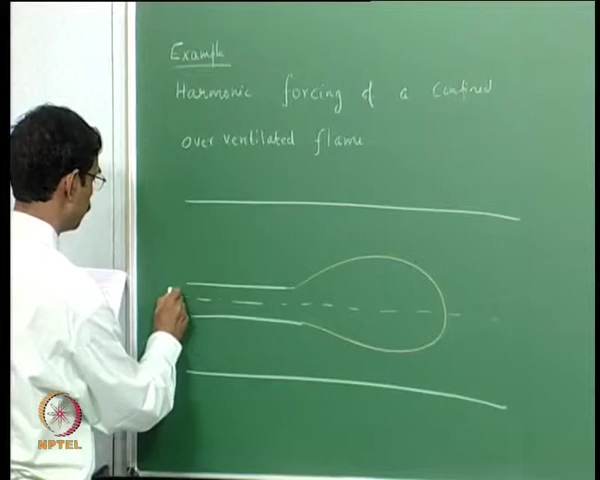 Example
Harmonic forcing of a confined
over ventilated flame
NPTEL